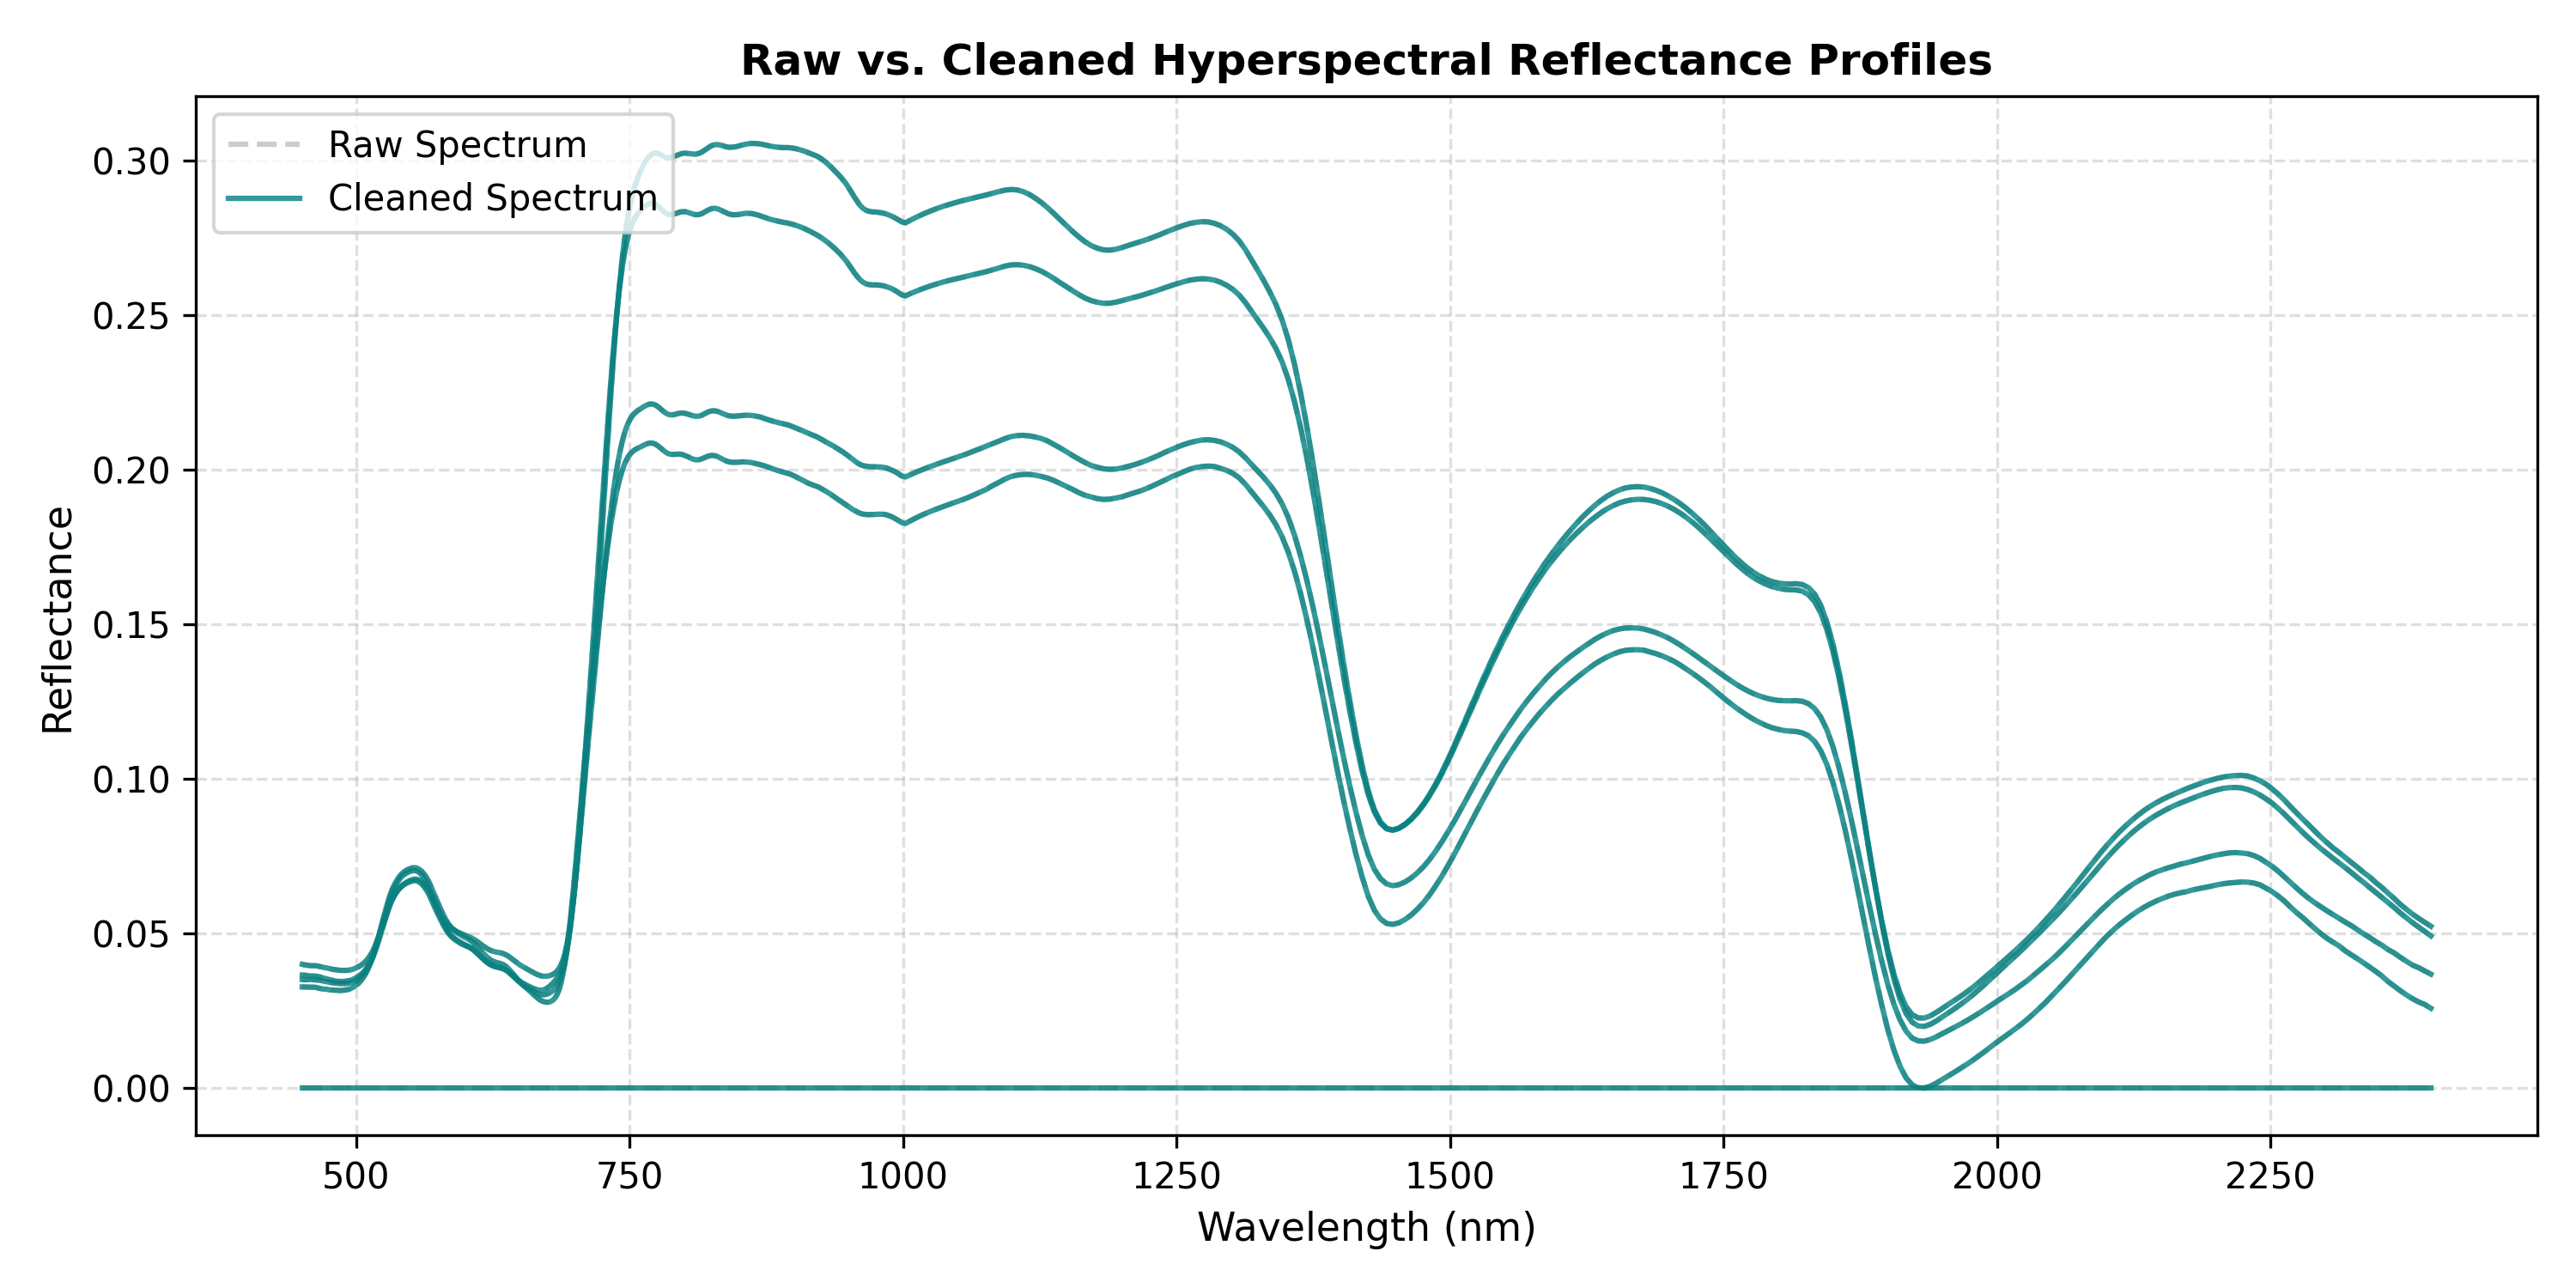 Raw vs. Cleaned Hyperspectral Reflectance Profiles
Raw Spectrum
Cleaned Spectrum
Reflectance
0.30
0.25
0.20
0.15
0.10
0.05
0.00
500 750 1000 1250 1500 1750 2000 2250
Wavelength (nm)